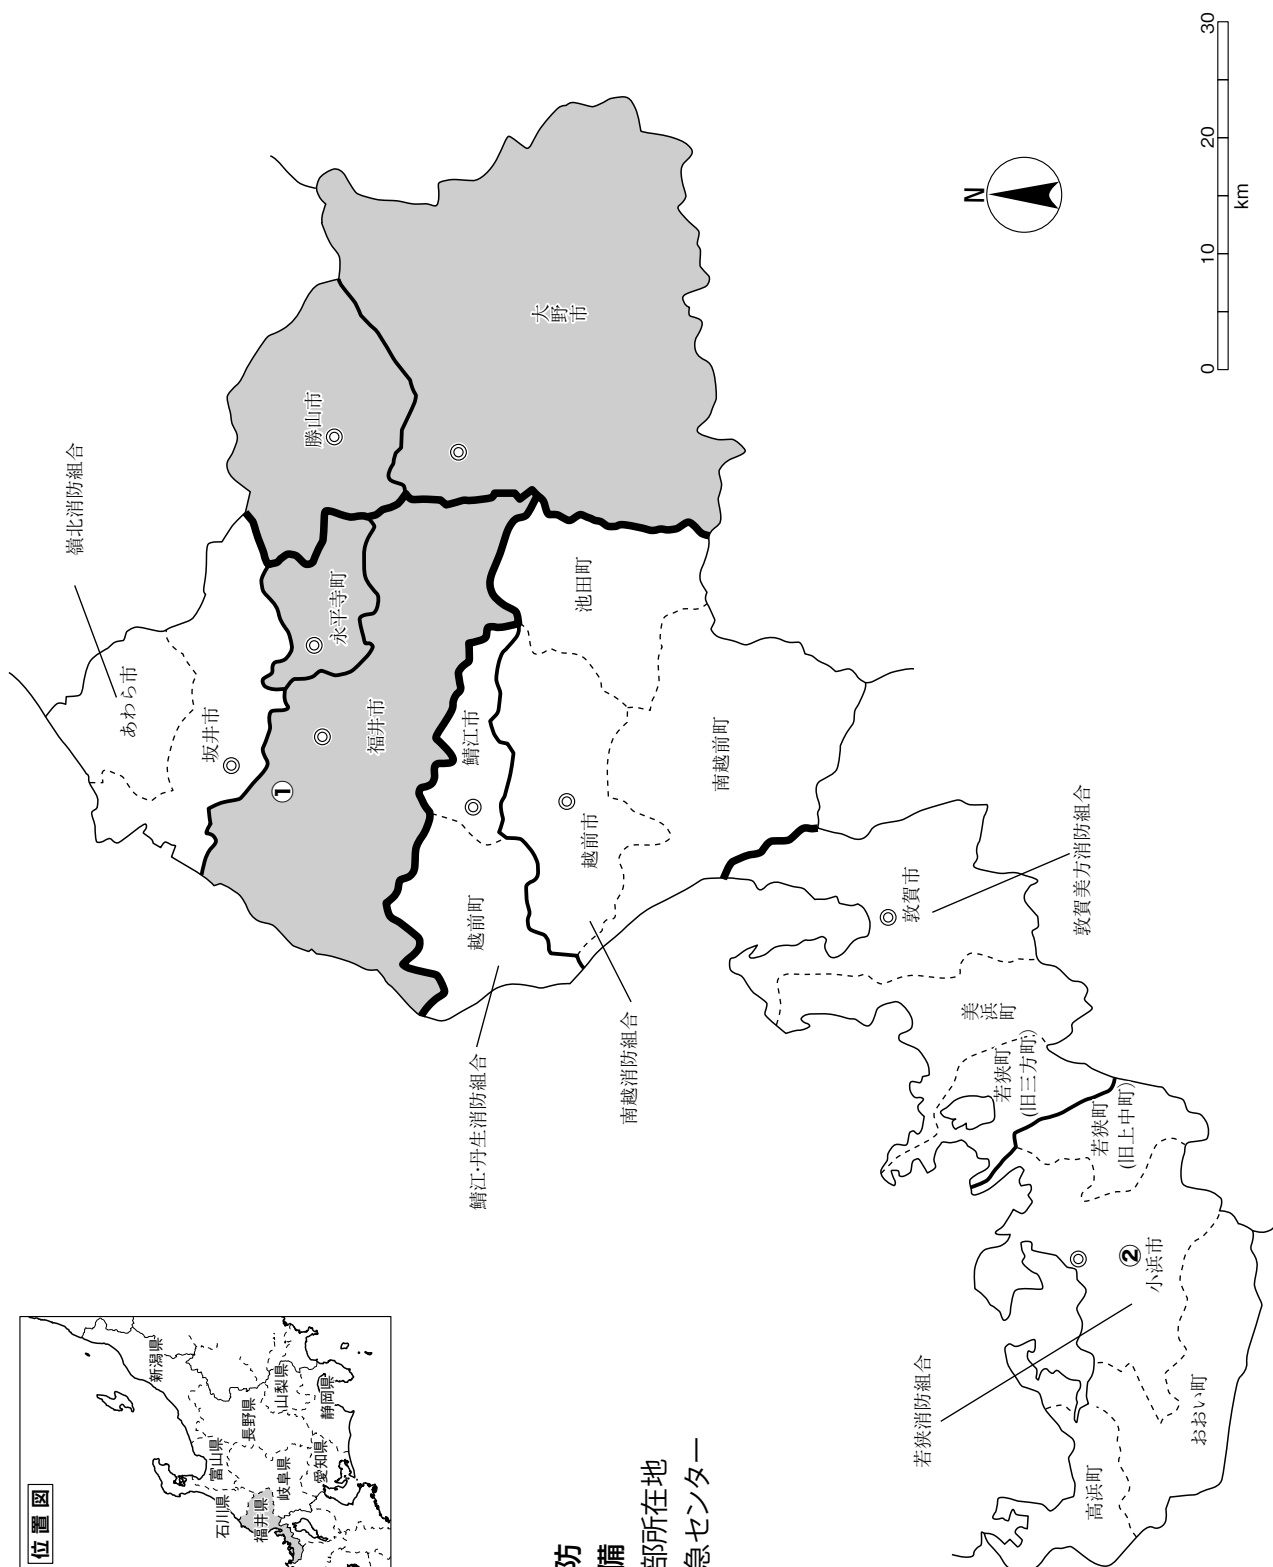 嶺北消防組合
あわら市
坂井市
勝山市
永平寺町
大野市
福井市
①
鯖江市
池田町
越前町
越前市
南越前町
鯖江・丹生消防組合
南越消防組合
敦賀市
敦賀美方消防組合
美浜町
若狭町
(旧三方町)
若狭町
(旧上中町)
②
小浜市
若狭消防組合
おおい町
高浜町
N
0 10 20 30
km
位置図
新潟県
富山県
石川県
長野県
山梨県
福井県
岐阜県
静岡県
愛知県
防
備
部所在地
急センター